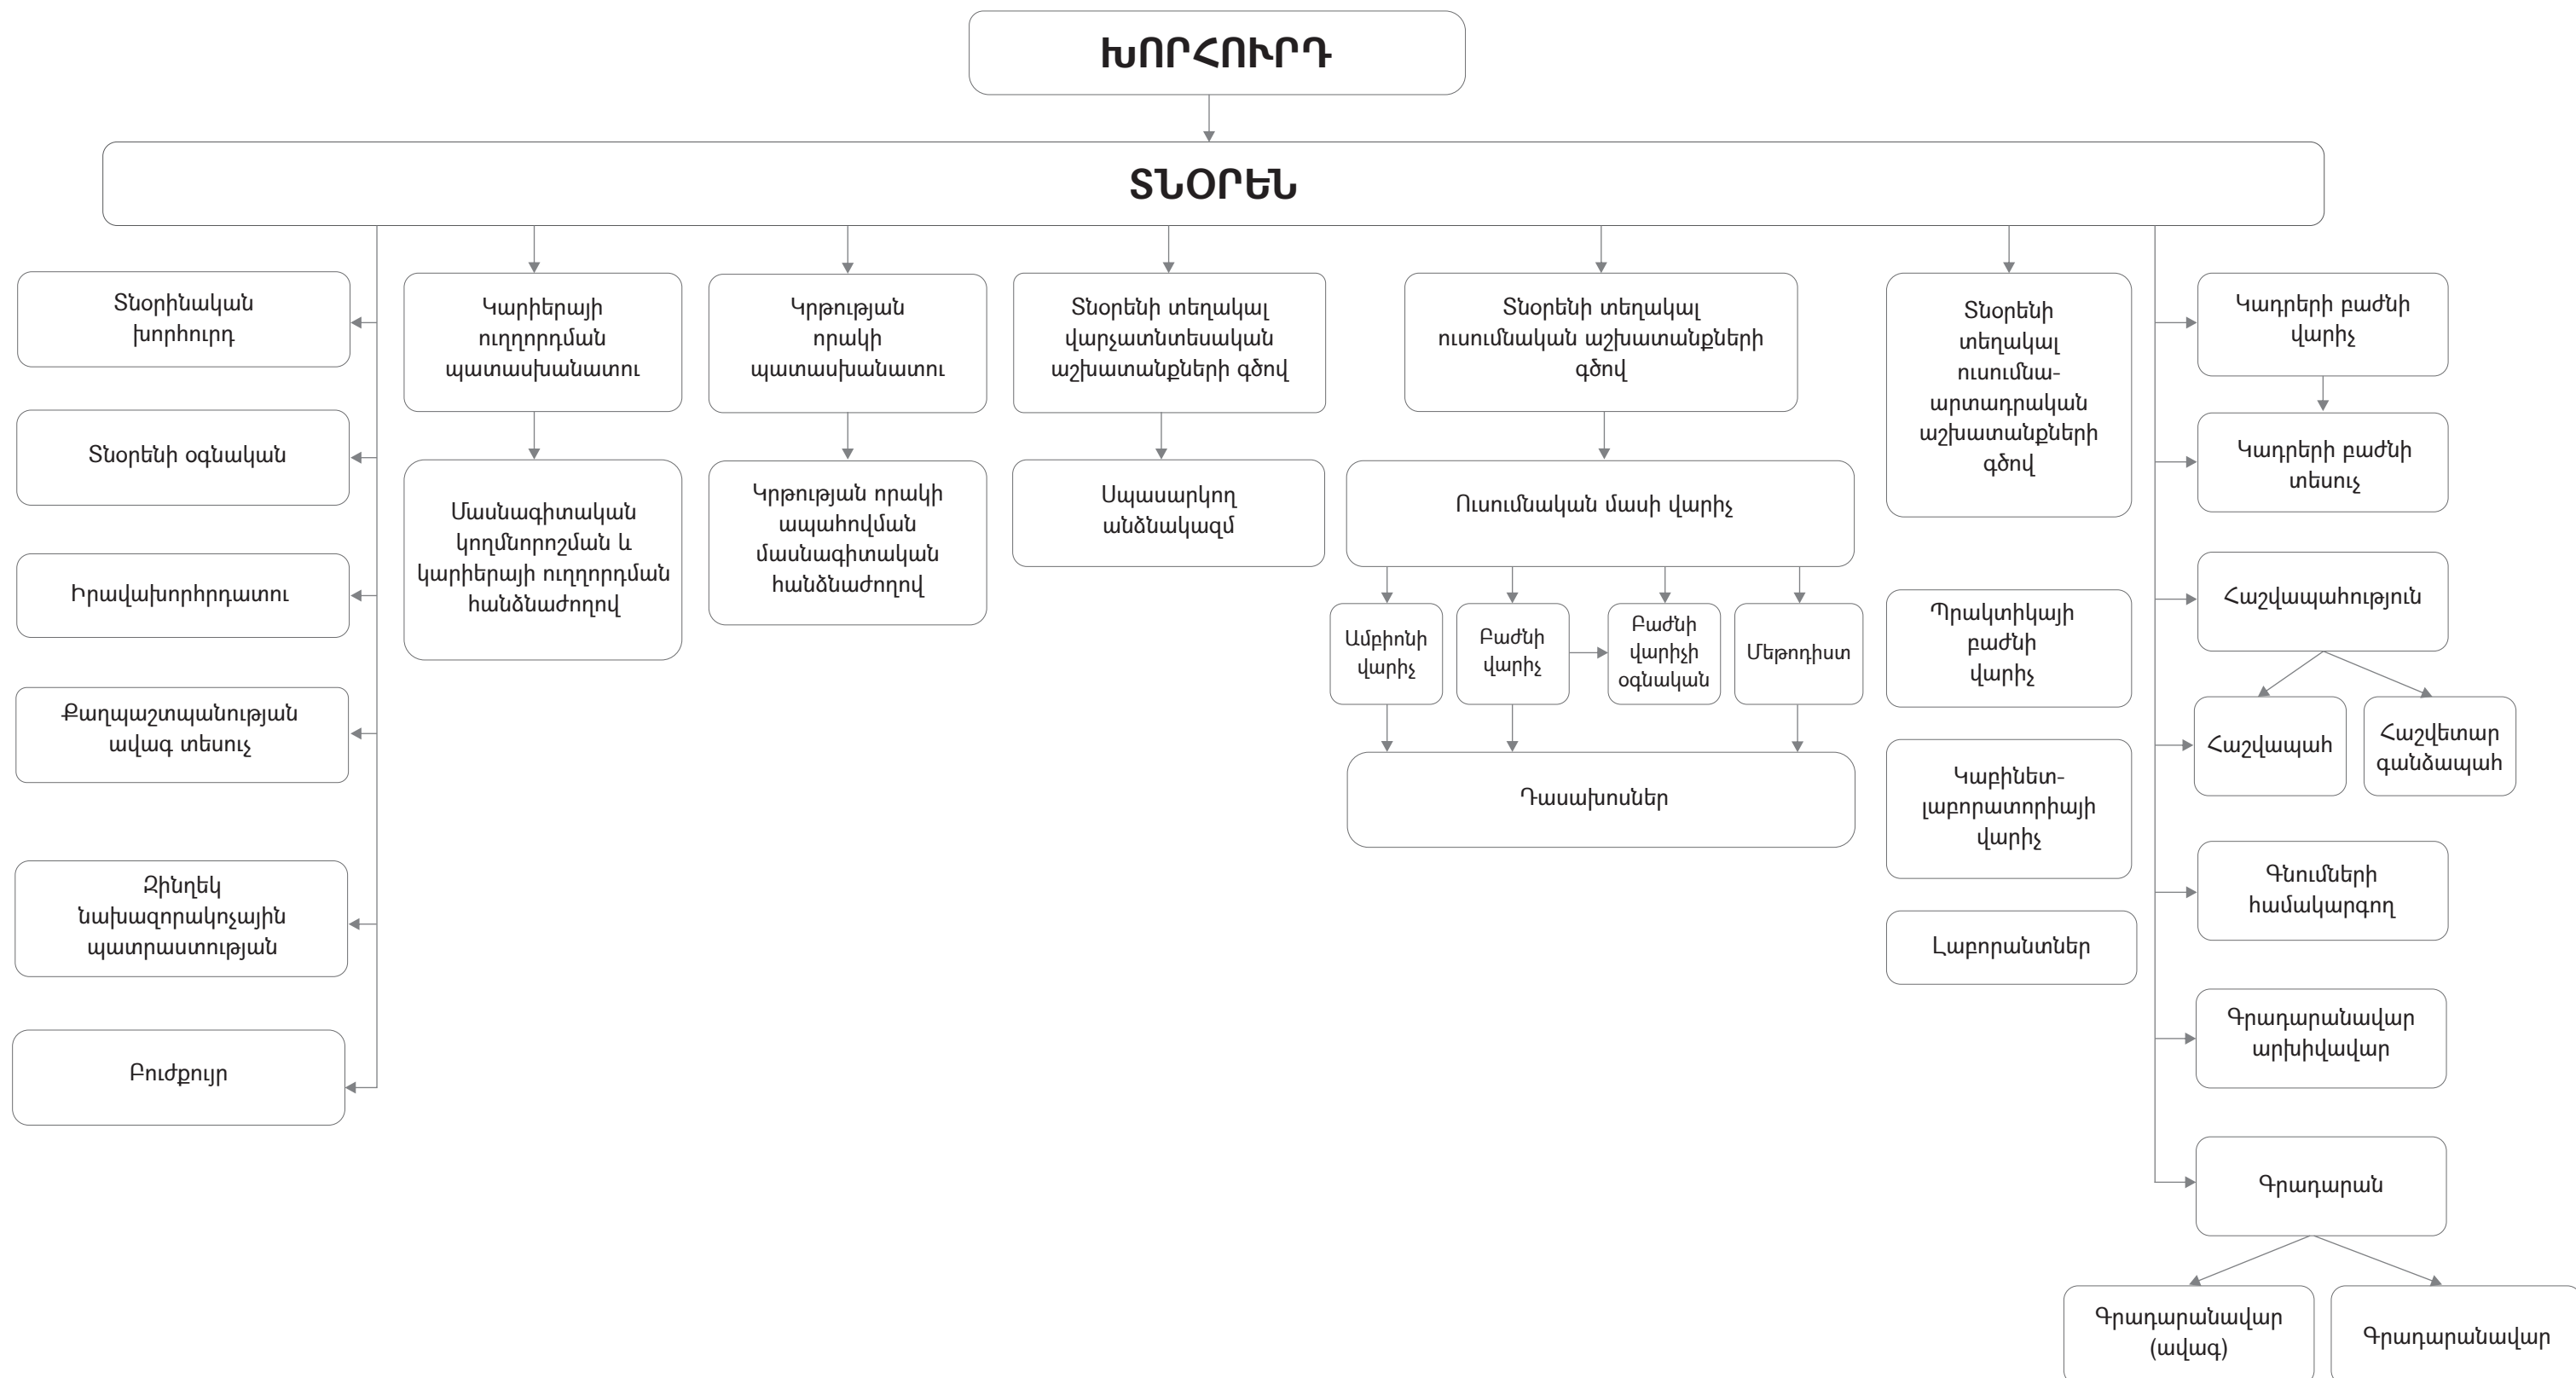 ԽՈՐՀՈՒՐԴ
ՏՆՕՐԵՆ
Տնօրինական
խորհուրդ
Տնօրենի օգնական
Իրավախորհրդատու
Քաղպաշտպանության
ավագ տեսուչ
Զինղեկ
նախազորակոչային
պատրաստության
Բուժքույր
Կարիերայի
ուղղորդման
պատասխանատու
Մասնագիտական
կողմնորոշման և
կարիերայի ուղղորդման
հանձնաժողով
Կրթության
որակի
պատասխանատու
Կրթության որակի
ապահովման
մասնագիտական
հանձնաժողով
Տնօրենի տեղակալ
վարչատնտեսական
աշխատանքների գծով
Սպասարկող
անձնակազմ
Տնօրենի տեղակալ
ուսումնական աշխատանքների
գծով
Ուսումնական մասի վարիչ
Ամբիոնի
վարիչ
Բաժնի
վարիչ
Բաժնի
վարիչի
օգնական
Մեթոդիստ
Դասախոսներ
Տնօրենի
տեղակալ
ուսումնա-
արտադրական
աշխատանքների
գծով
Պրակտիկայի
բաժնի
վարիչ
Կաբինետ-
լաբորատորիայի
վարիչ
Լաբորանտներ
Կադրերի բաժնի
վարիչ
Կադրերի բաժնի
տեսուչ
Հաշվապահություն
Հաշվապահ
Հաշվետար
գանձապահ
Գնումների
համակարգող
Գրադարանավար
արխիվավար
Գրադարան
Գրադարանավար
(ավագ)
Գրադարանավար